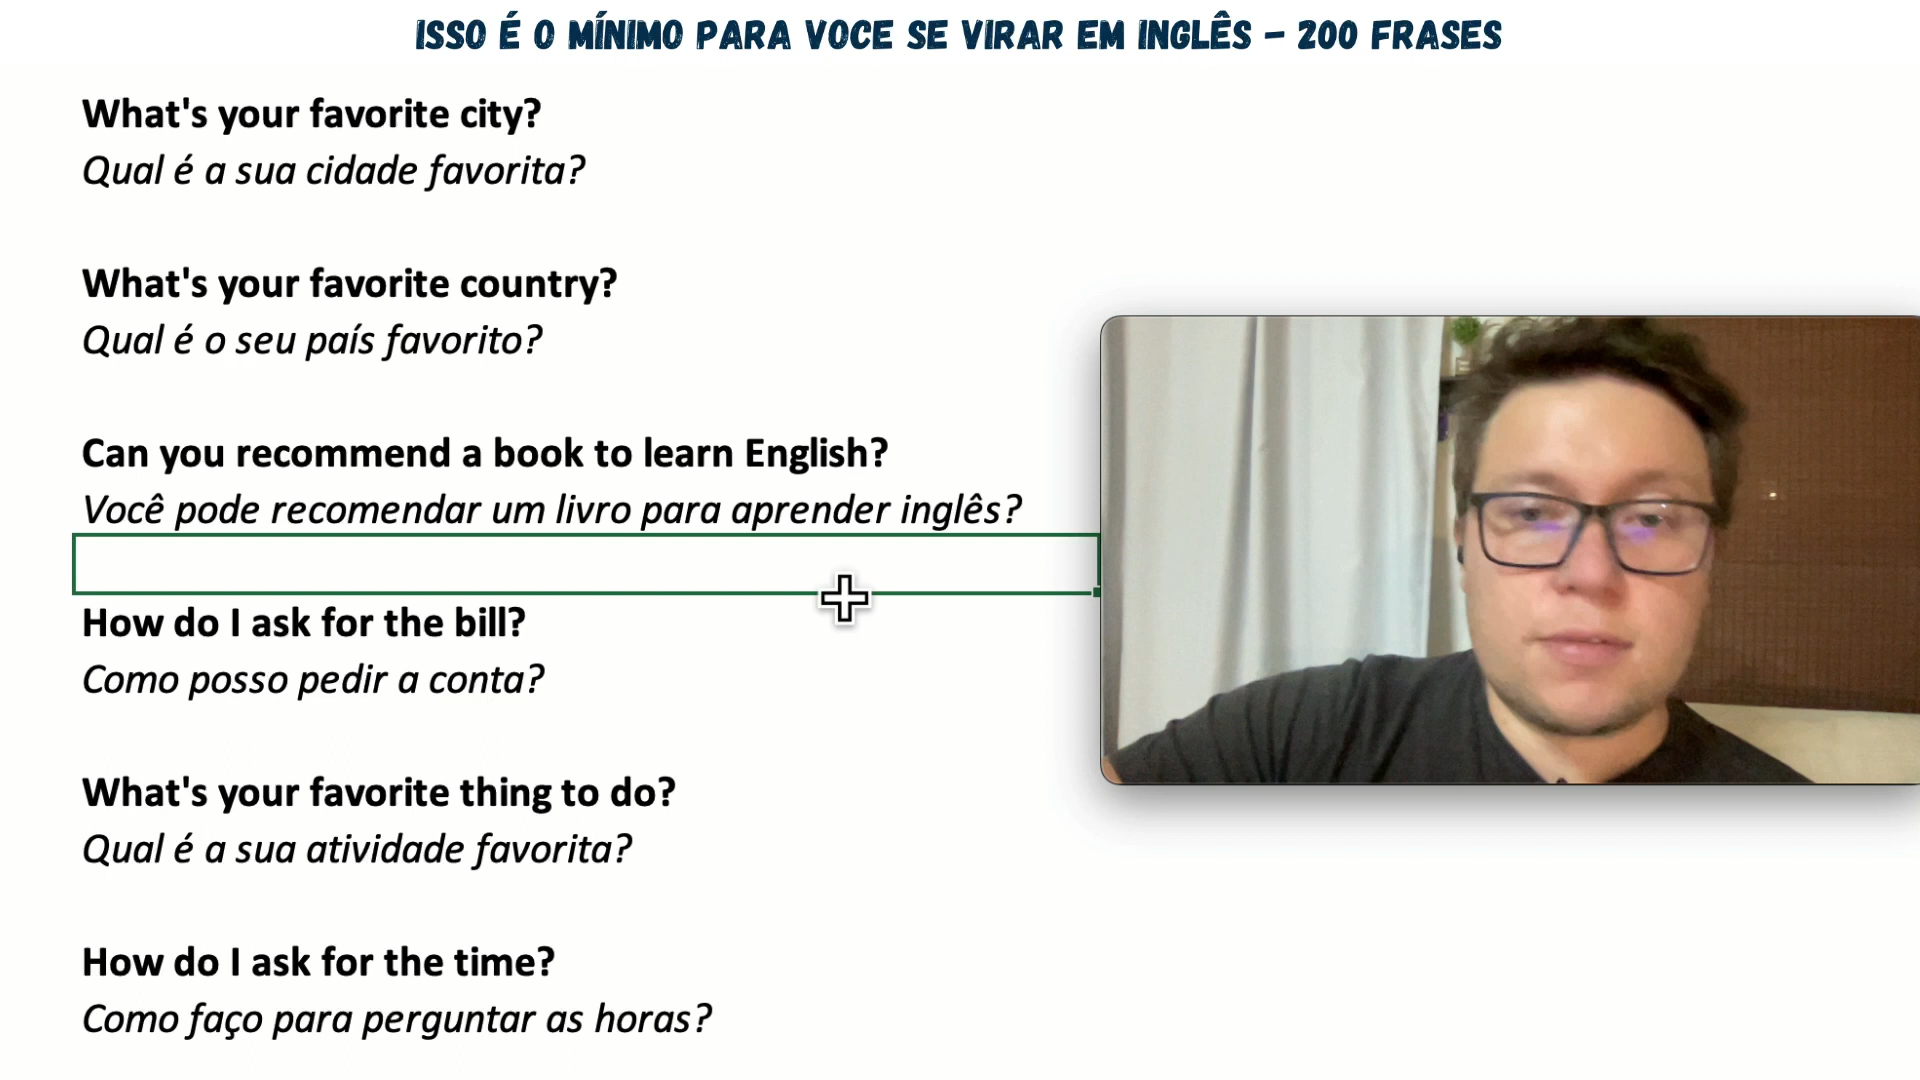 ISSO É O MÍNIMO PARA VOCE SE VIRAR EM INGLÊS – 200 FRASES
What's your favorite city?
Qual é a sua cidade favorita?
What's your favorite country?
Qual é o seu país favorito?
Can you recommend a book to learn English?
Você pode recomendar um livro para aprender inglês?
How do I ask for the bill?
Como posso pedir a conta?
What's your favorite thing to do?
Qual é a sua atividade favorita?
How do I ask for the time?
Como faço para perguntar as horas?